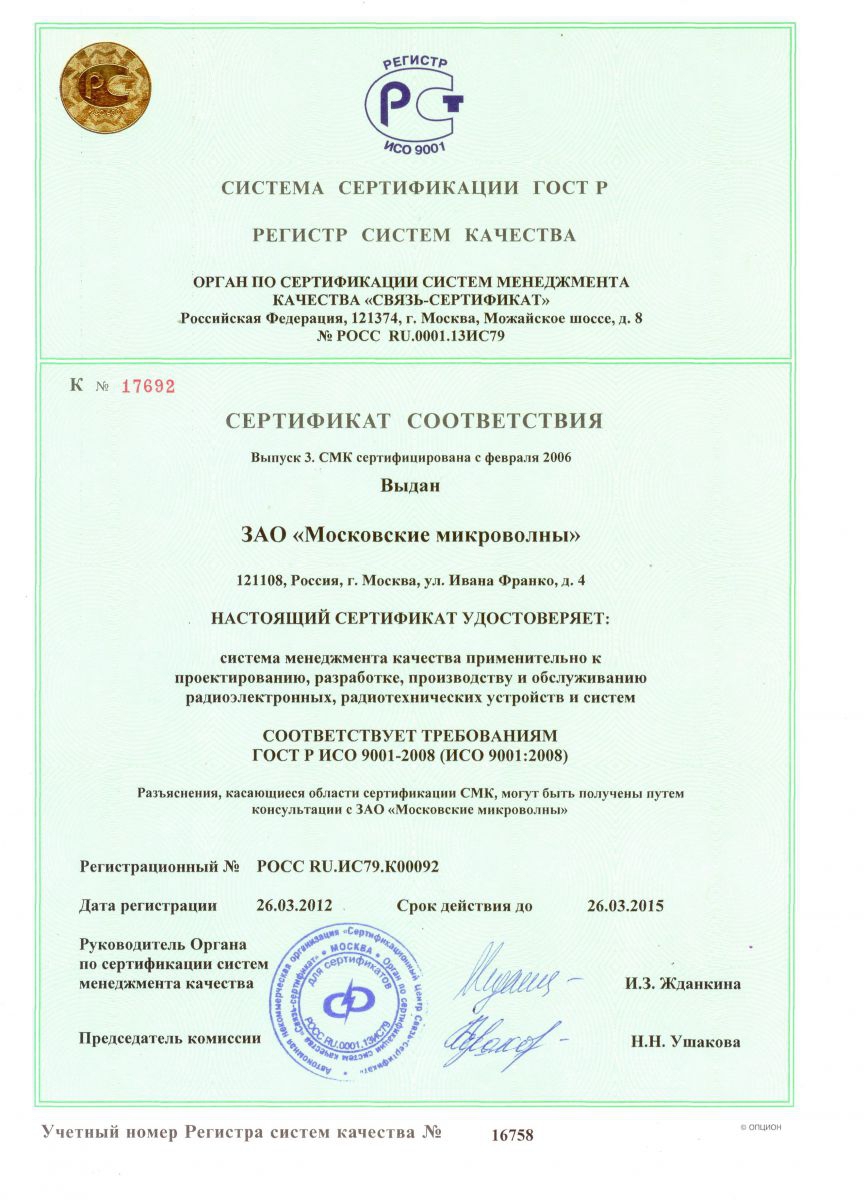 РЕГИСТР
РСТ
ИСО 9001
СИСТЕМА СЕРТИФИКАЦИИ ГОСТ Р
РЕГИСТР СИСТЕМ КАЧЕСТВА
ОРГАН ПО СЕРТИФИКАЦИИ СИСТЕМ МЕНЕДЖМЕНТА
КАЧЕСТВА «СВЯЗЬ-СЕРТИФИКАТ»
Российская Федерация, 121374, г. Москва, Можайское шоссе, д. 8
№ РОСС RU.0001.13ИС79
К № 17692
СЕРТИФИКАТ СООТВЕТСТВИЯ
Выпуск 3. СМК сертифицирована с февраля 2006
Выдан
ЗАО «Московские микроволны»
121108, Россия, г. Москва, ул. Ивана Франко, д. 4
НАСТОЯЩИЙ СЕРТИФИКАТ УДОСТОВЕРЯЕТ:
система менеджмента качества применительно к
проектированию, разработке, производству и обслуживанию
радиоэлектронных, радиотехнических устройств и систем
СООТВЕТСТВУЕТ ТРЕБОВАНИЯМ
ГОСТ Р ИСО 9001-2008 (ИСО 9001:2008)
Разъяснения, касающиеся области сертификации СМК, могут быть получены путем
консультации с ЗАО «Московские микроволны»
Регистрационный № РОСС RU.ИС79.К00092
Дата регистрации 26.03.2012 Срок действия до 26.03.2015
Руководитель Органа
по сертификации систем
менеджмента качества И.З. Жданкина
Председатель комиссии Н.Н. Ушакова
Автономная некоммерческая организация «Сертификационный Центр Связь-сертификат»
МОСКВА * Орган по сертификации систем качества "Связь-сертификат" *
для сертификатов
РОСС RU.0001.13ИС79
Учетный номер Регистра систем качества № 16758
© ОПЦИОН